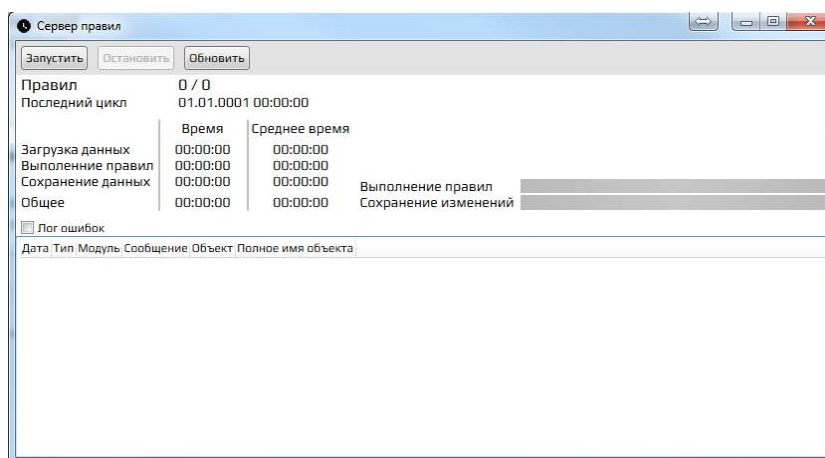 Сервер правил
Запустить Остановить Обновить
Правил 0 / 0
Последний цикл 01.01.0001 00:00:00
Время Среднее время
Загрузка данных 00:00:00 00:00:00
Выполенние правил 00:00:00 00:00:00
Сохранение данных 00:00:00 00:00:00 Выполнение правил
Общее 00:00:00 00:00:00 Сохранение изменений
Лог ошибок
Дата Тип Модуль Сообщение Объект Полное имя объекта